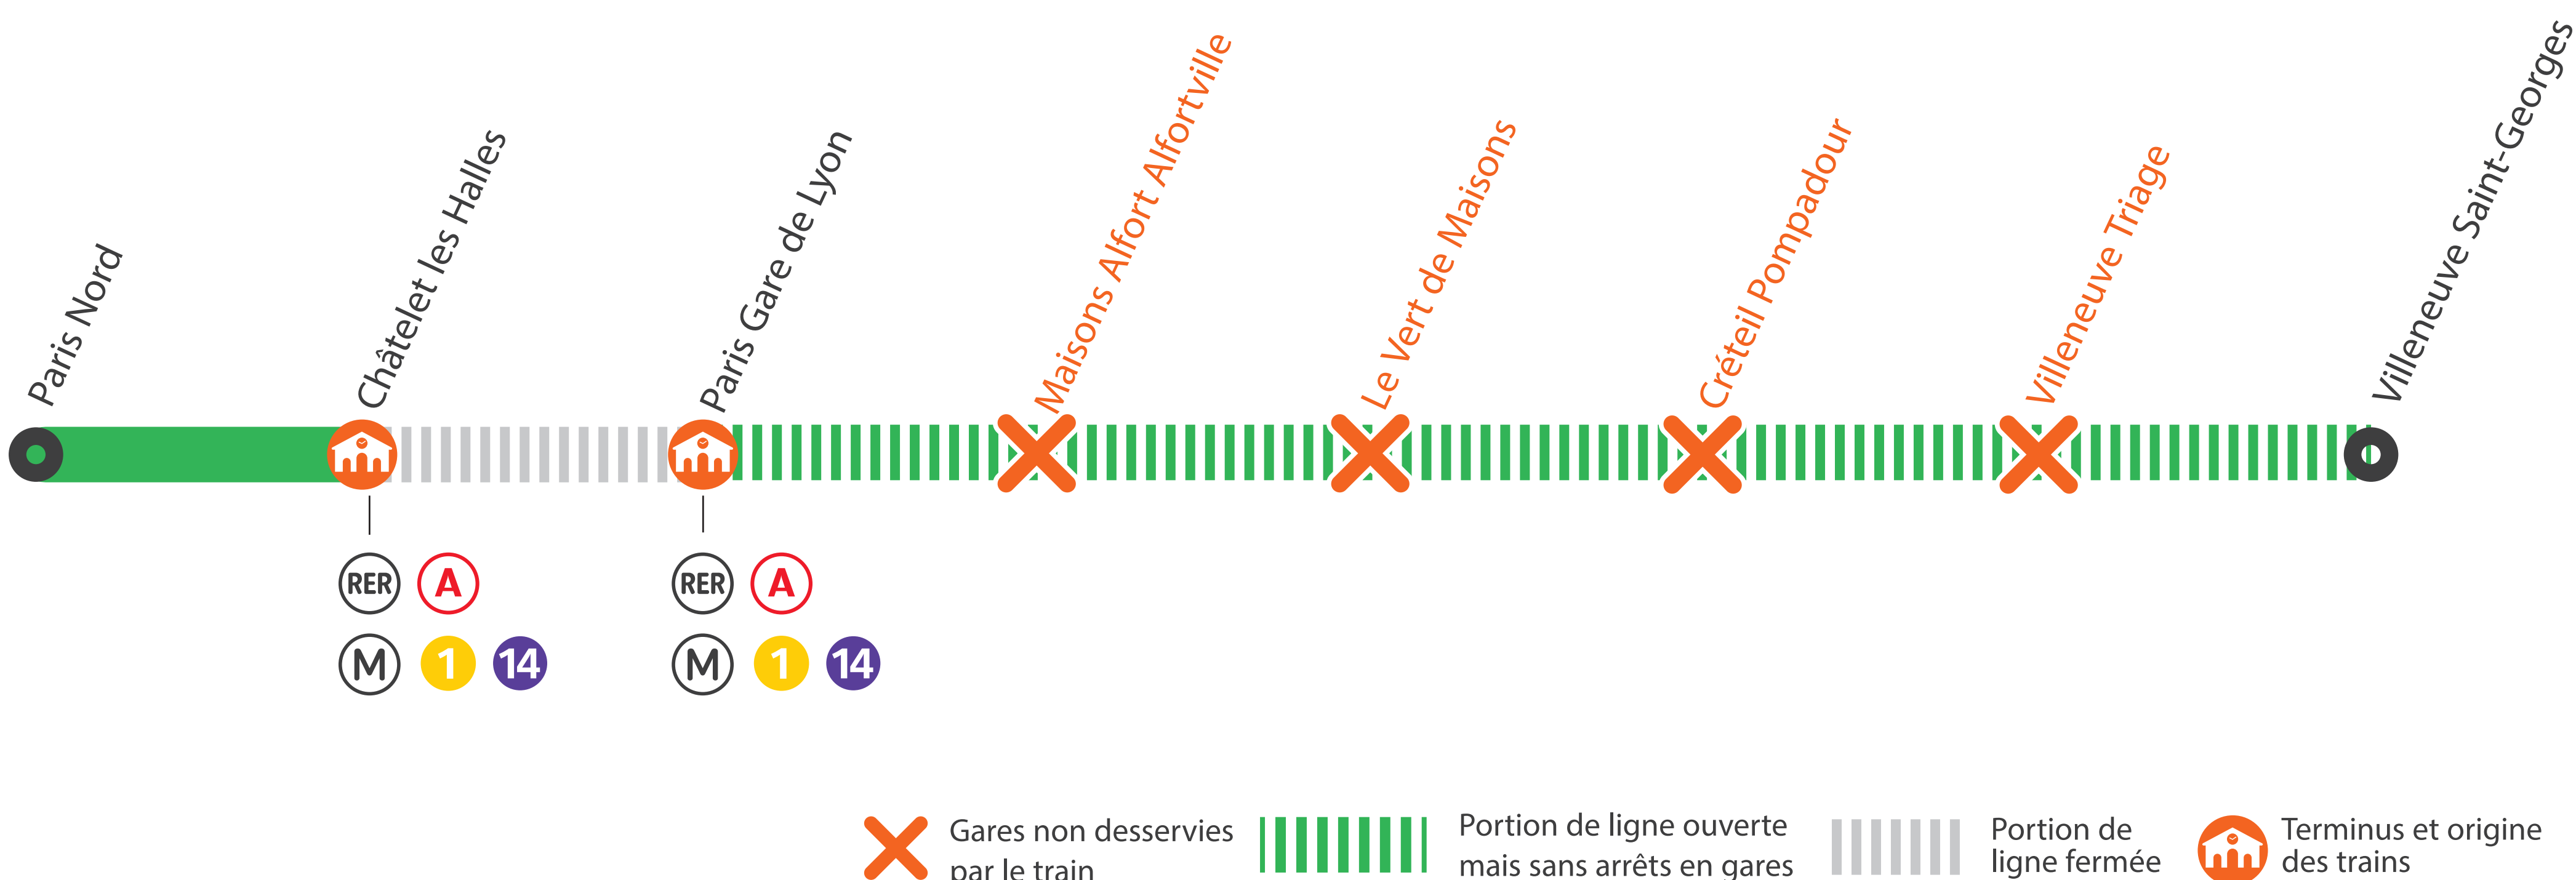 Paris Nord
Châtelet les Halles
Paris Gare de Lyon
Maisons Alfort Alfortville
Le Vert de Maisons
Créteil Pompadour
Villeneuve Triage
Villeneuve Saint-Georges
RER A
M 1 14
RER A
M 1 14
Gares non desservies
par le train
Portion de ligne ouverte
mais sans arrêts en gares
Portion de
ligne fermée
Terminus et origine
des trains